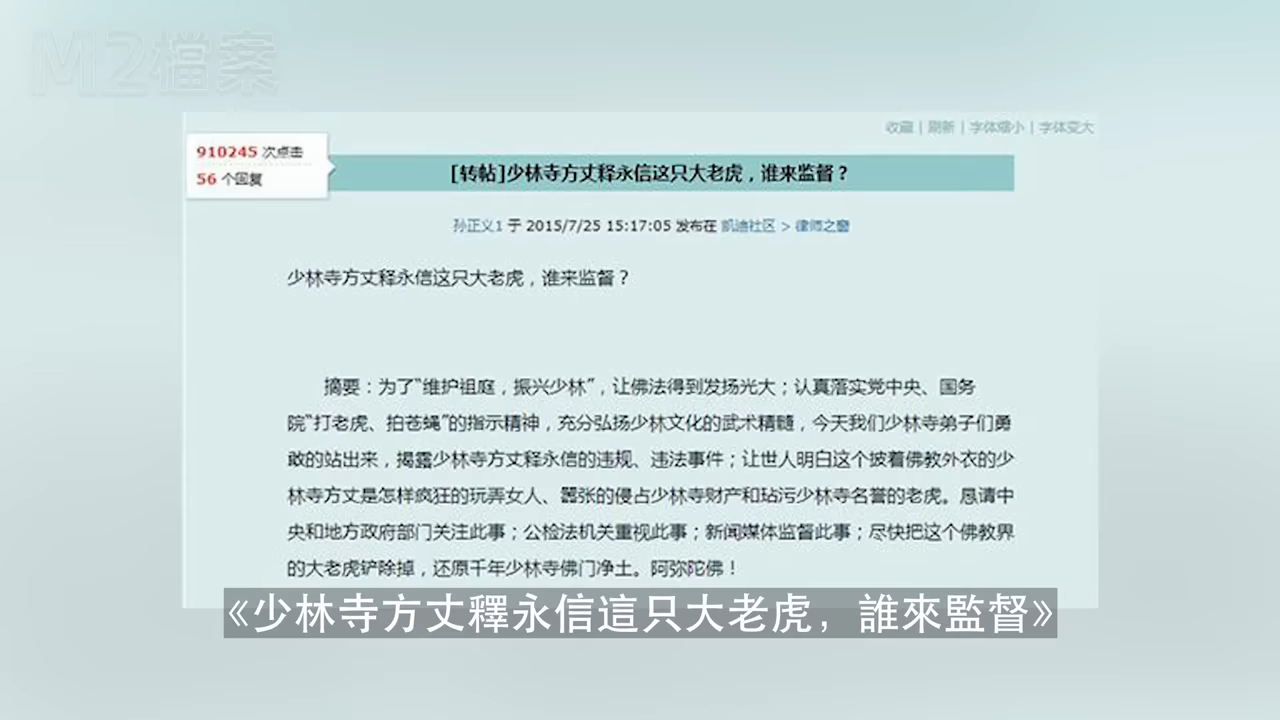 M2檔案
收藏 | 刷新 | 字体缩小 | 字体变大
910245 次点击
56 个回复
[转帖]少林寺方丈释永信这只大老虎，谁来监督？
孙正义1 于 2015/7/25 15:17:05 发布在 凯迪社区 > 律师之窗
少林寺方丈释永信这只大老虎，谁来监督？
摘要：为了“维护祖庭，振兴少林”，让佛法得到发扬光大；认真落实党中央、国务
院“打老虎、拍苍蝇”的指示精神，充分弘扬少林文化的武术精髓，今天我们少林寺弟子们勇
敢的站出来，揭露少林寺方丈释永信的违规、违法事件；让世人明白这个披着佛教外衣的少
林寺方丈是怎样疯狂的玩弄女人、嚣张的侵占少林寺财产和玷污少林寺名誉的老虎。恳请中
央和地方政府部门关注此事；公检法机关重视此事；新闻媒体监督此事；尽快把这个佛教界
的大老虎铲除掉，还原千年少林寺佛门净土。阿弥陀佛！
《少林寺方丈釋永信這只大老虎，誰來監督》